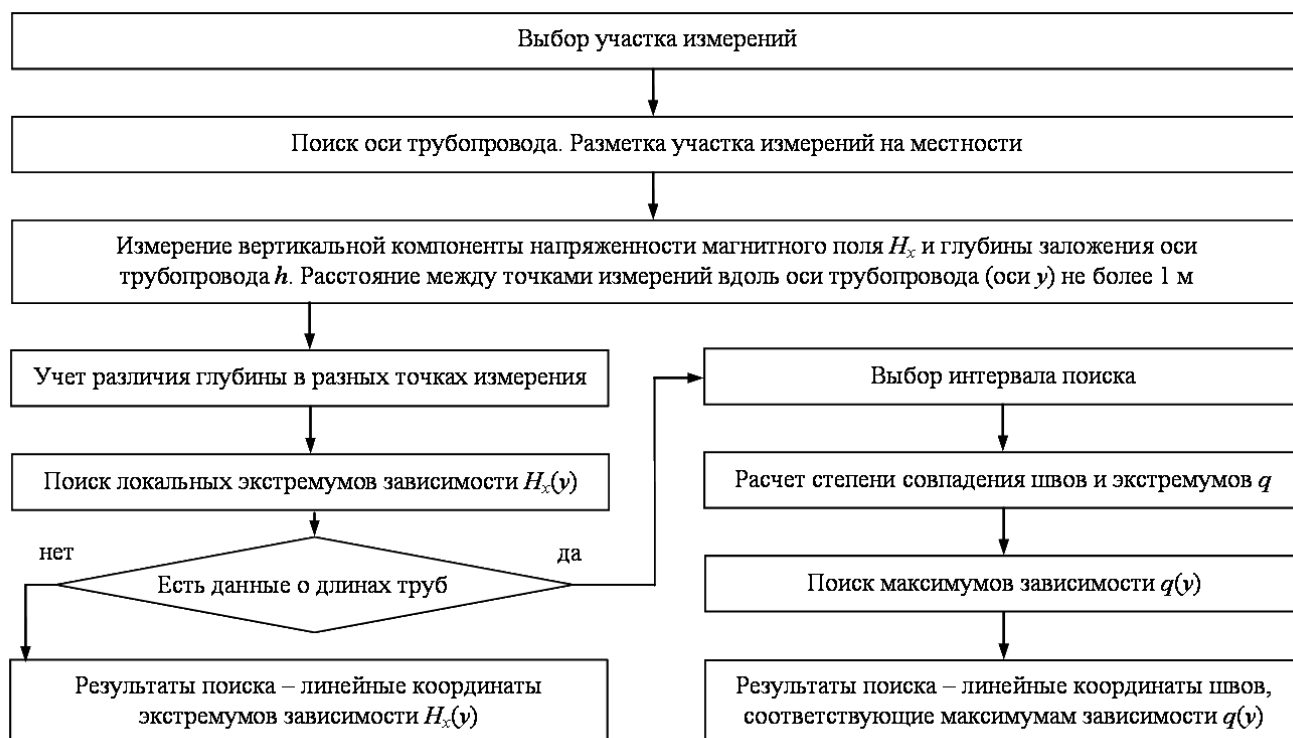 Выбор участка измерений
Поиск оси трубопровода. Разметка участка измерений на местности
Измерение вертикальной компоненты напряженности магнитного поля Hx и глубины заложения оси
трубопровода h. Расстояние между точками измерений вдоль оси трубопровода (оси y) не более 1 м
Учет различия глубины в разных точках измерения
Поиск локальных экстремумов зависимости Hx(y)
нет
да
Есть данные о длинах труб
Результаты поиска – линейные координаты
экстремумов зависимости Hx(y)
Выбор интервала поиска
Расчет степени совпадения швов и экстремумов q
Поиск максимумов зависимости q(y)
Результаты поиска – линейные координаты швов,
соответствующие максимумам зависимости q(y)